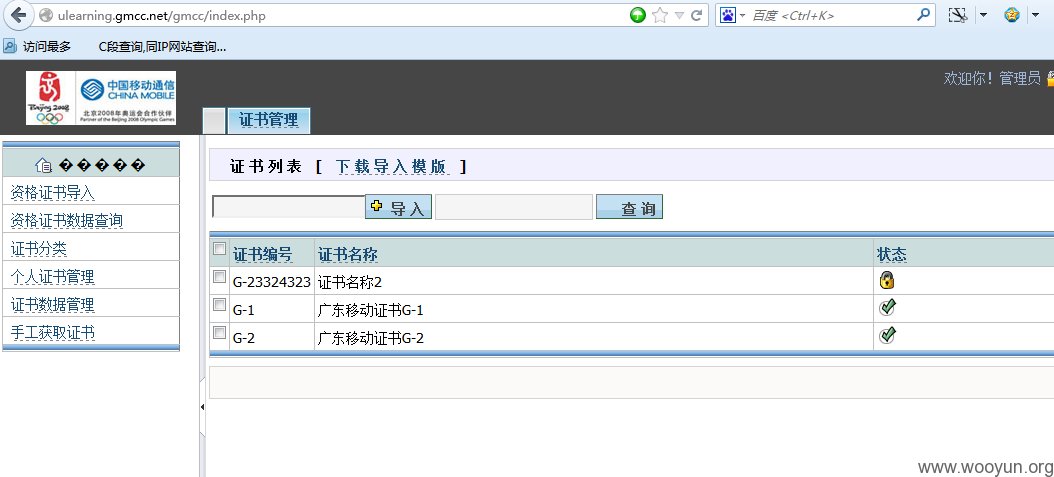 ulearning.gmcc.net/gmcc/index.php
百度 <Ctrl+K>
访问最多 C段查询,同IP网站查询...
欢迎你！管理员
Beijing 2008
中国移动通信
CHINA MOBILE
北京2008年奥运会合作伙伴
Partner of the Beijing 2008 Olympic Games
证书管理
�����
资格证书导入
资格证书数据查询
证书分类
个人证书管理
证书数据管理
手工获取证书
证书列表 [ 下载导入模版 ]
导入 查询
证书编号 证书名称 状态
G-23324323 证书名称2
G-1 广东移动证书G-1
G-2 广东移动证书G-2
www.wooyun.org